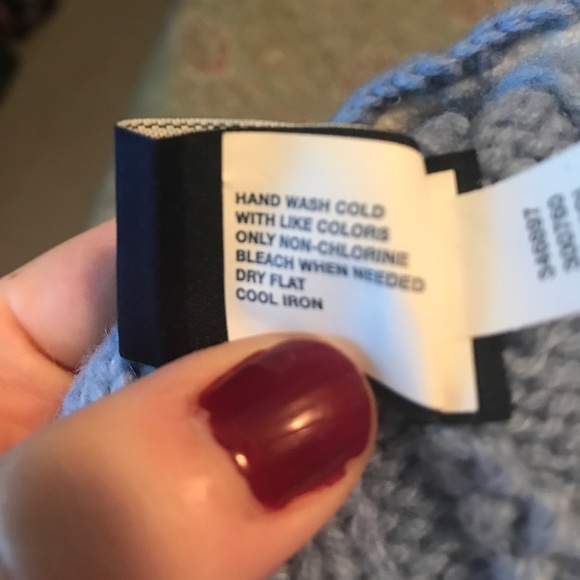 HAND WASH COLD
WITH LIKE COLORS
ONLY NON-CHLORINE
BLEACH WHEN NEEDED
DRY FLAT
COOL IRON